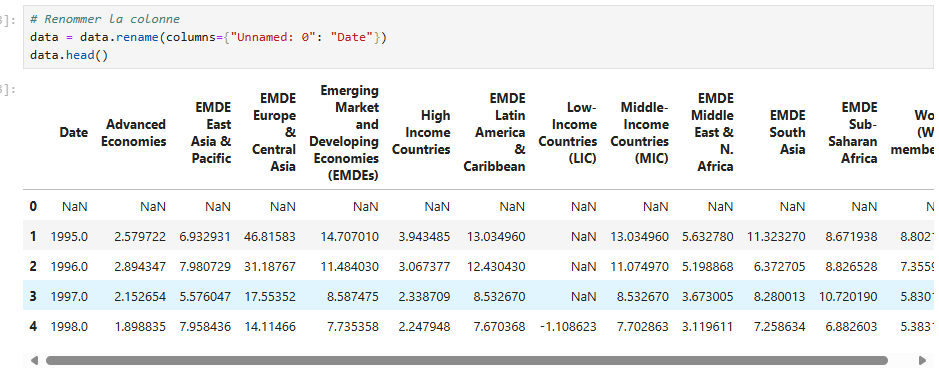 3]:
# Renommer la colonne
data = data.rename(columns={"Unnamed: 0": "Date"})
data.head()
3]:
Date Advanced Economies EMDE East Asia & Pacific EMDE Europe & Central Asia Emerging Market and Developing Economies (EMDEs) High Income Countries EMDE Latin America & Caribbean Low-Income Countries (LIC) Middle-Income Countries (MIC) EMDE Middle East & N. Africa EMDE South Asia EMDE Sub-Saharan Africa
0 NaN NaN NaN NaN NaN NaN NaN NaN NaN NaN NaN NaN
1 1995.0 2.579722 6.932931 46.81583 14.707010 3.943485 13.034960 NaN 13.034960 5.632780 11.323270 8.671938 8.802
2 1996.0 2.894347 7.980729 31.18767 11.484030 3.067377 12.430430 NaN 11.074970 5.198868 6.372705 8.826528 7.355
3 1997.0 2.152654 5.576047 17.55352 8.587475 2.338709 8.532670 NaN 8.532670 3.673005 8.280013 10.720190 5.830
4 1998.0 1.898835 7.958436 14.11466 7.735358 2.247948 7.670368 -1.108623 7.702863 3.119611 7.258634 6.882603 5.383